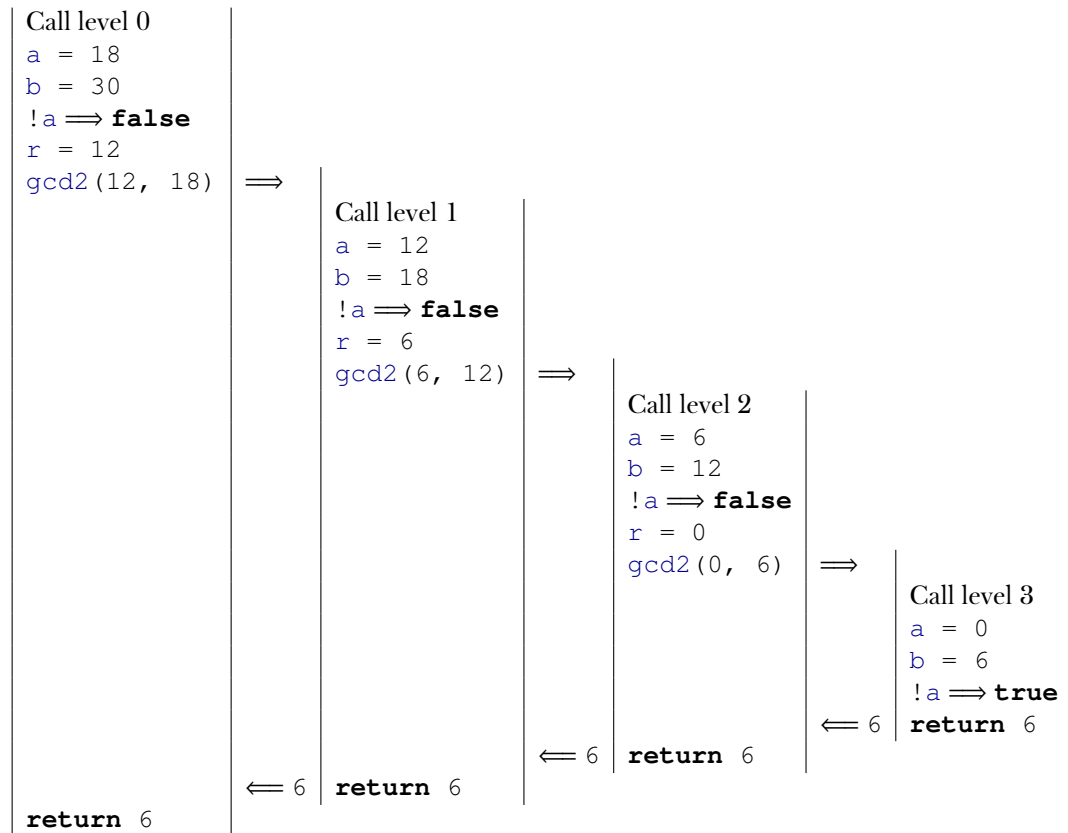 Call level 0
a = 18
b = 30
!a ⟹ false
r = 12
gcd2(12, 18) ⟹
Call level 1
a = 12
b = 18
!a ⟹ false
r = 6
gcd2(6, 12) ⟹
Call level 2
a = 6
b = 12
!a ⟹ false
r = 0
gcd2(0, 6) ⟹
Call level 3
a = 0
b = 6
!a ⟹ true
⟸ 6 return 6
⟸ 6 return 6
⟸ 6 return 6
return 6